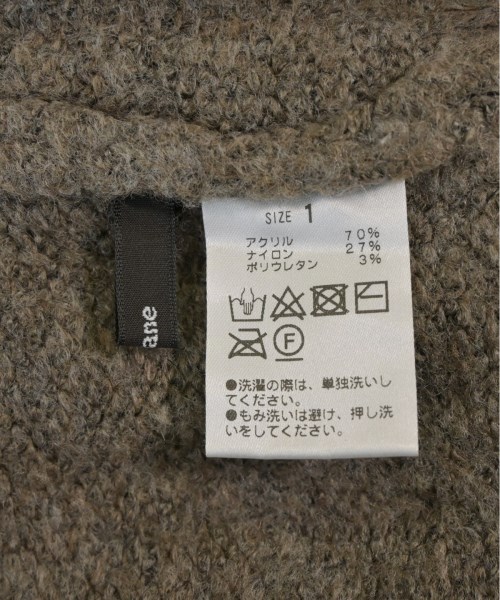 SIZE 1
アクリル 70%
ナイロン 27%
ポリウレタン 3%
F
●洗濯の際は、単独洗いし
てください。
●もみ洗いは避け、押し洗
いをしてください。
ane